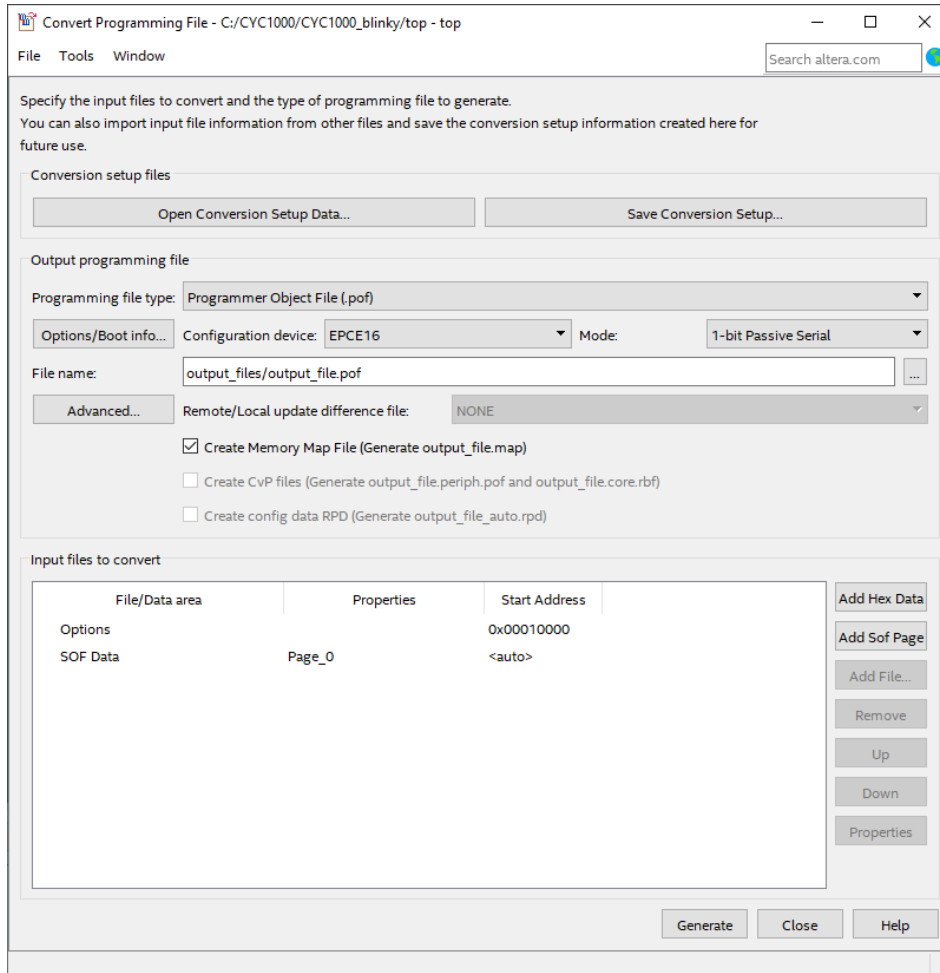 Convert Programming File - C:/CYC1000/CYC1000_blinky/top - top
File Tools Window
Search altera.com
Specify the input files to convert and the type of programming file to generate.
You can also import input file information from other files and save the conversion setup information created here for
future use.
Conversion setup files
Open Conversion Setup Data... Save Conversion Setup...
Output programming file
Programming file type: Programmer Object File (.pof)
Options/Boot info... Configuration device: EPCE16 Mode: 1-bit Passive Serial
File name: output_files/output_file.pof ...
Advanced... Remote/Local update difference file: NONE
Create Memory Map File (Generate output_file.map)
Create CvP files (Generate output_file.periph.pof and output_file.core.rbf)
Create config data RPD (Generate output_file_auto.rpd)
Input files to convert
File/Data area Properties Start Address
Options 0x00010000
SOF Data Page_0 <auto>
Add Hex Data
Add Sof Page
Add File...
Remove
Up
Down
Properties
Generate Close Help